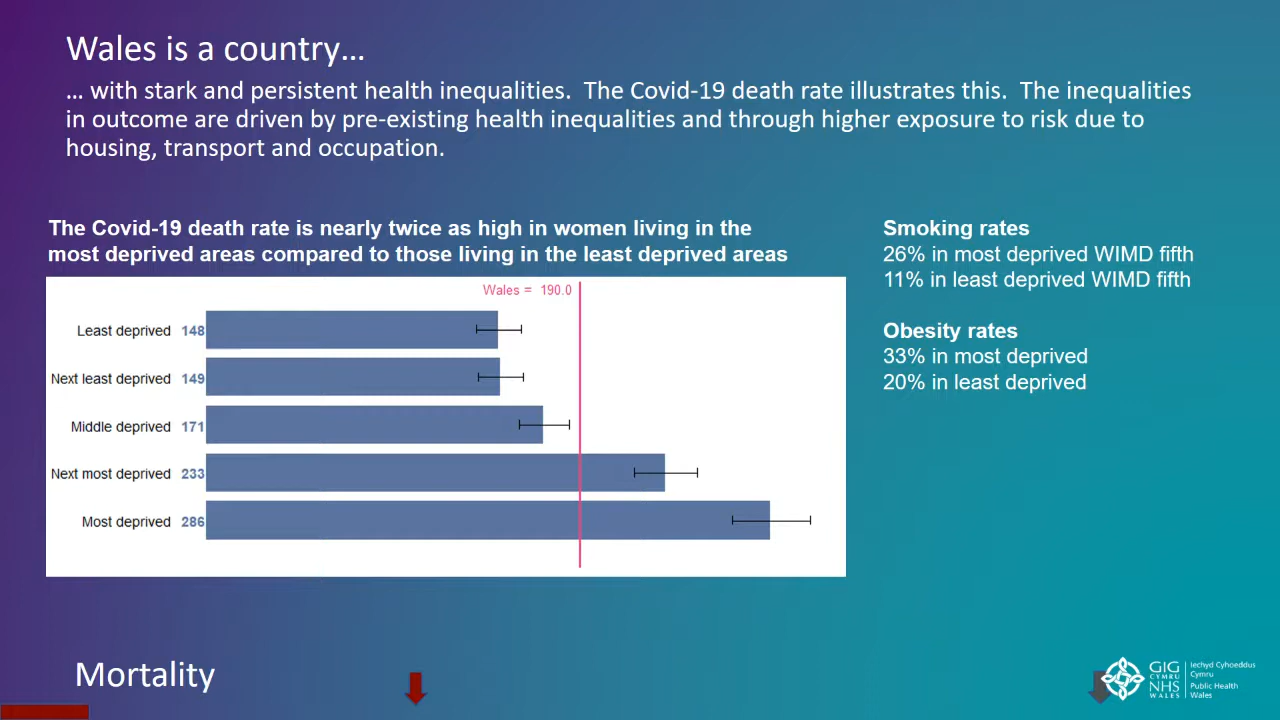 Wales is a country…
… with stark and persistent health inequalities.  The Covid-19 death rate illustrates this.  The inequalities
in outcome are driven by pre-existing health inequalities and through higher exposure to risk due to
housing, transport and occupation.
The Covid-19 death rate is nearly twice as high in women living in the
most deprived areas compared to those living in the least deprived areas
Wales = 190.0
Least deprived 148
Next least deprived 149
Middle deprived 171
Next most deprived 233
Most deprived 286
Smoking rates
26% in most deprived WIMD fifth
11% in least deprived WIMD fifth
Obesity rates
33% in most deprived
20% in least deprived
Mortality
GIG
CYMRU
NHS
WALES
Iechyd Cyhoeddus
Cymru
Public Health
Wales